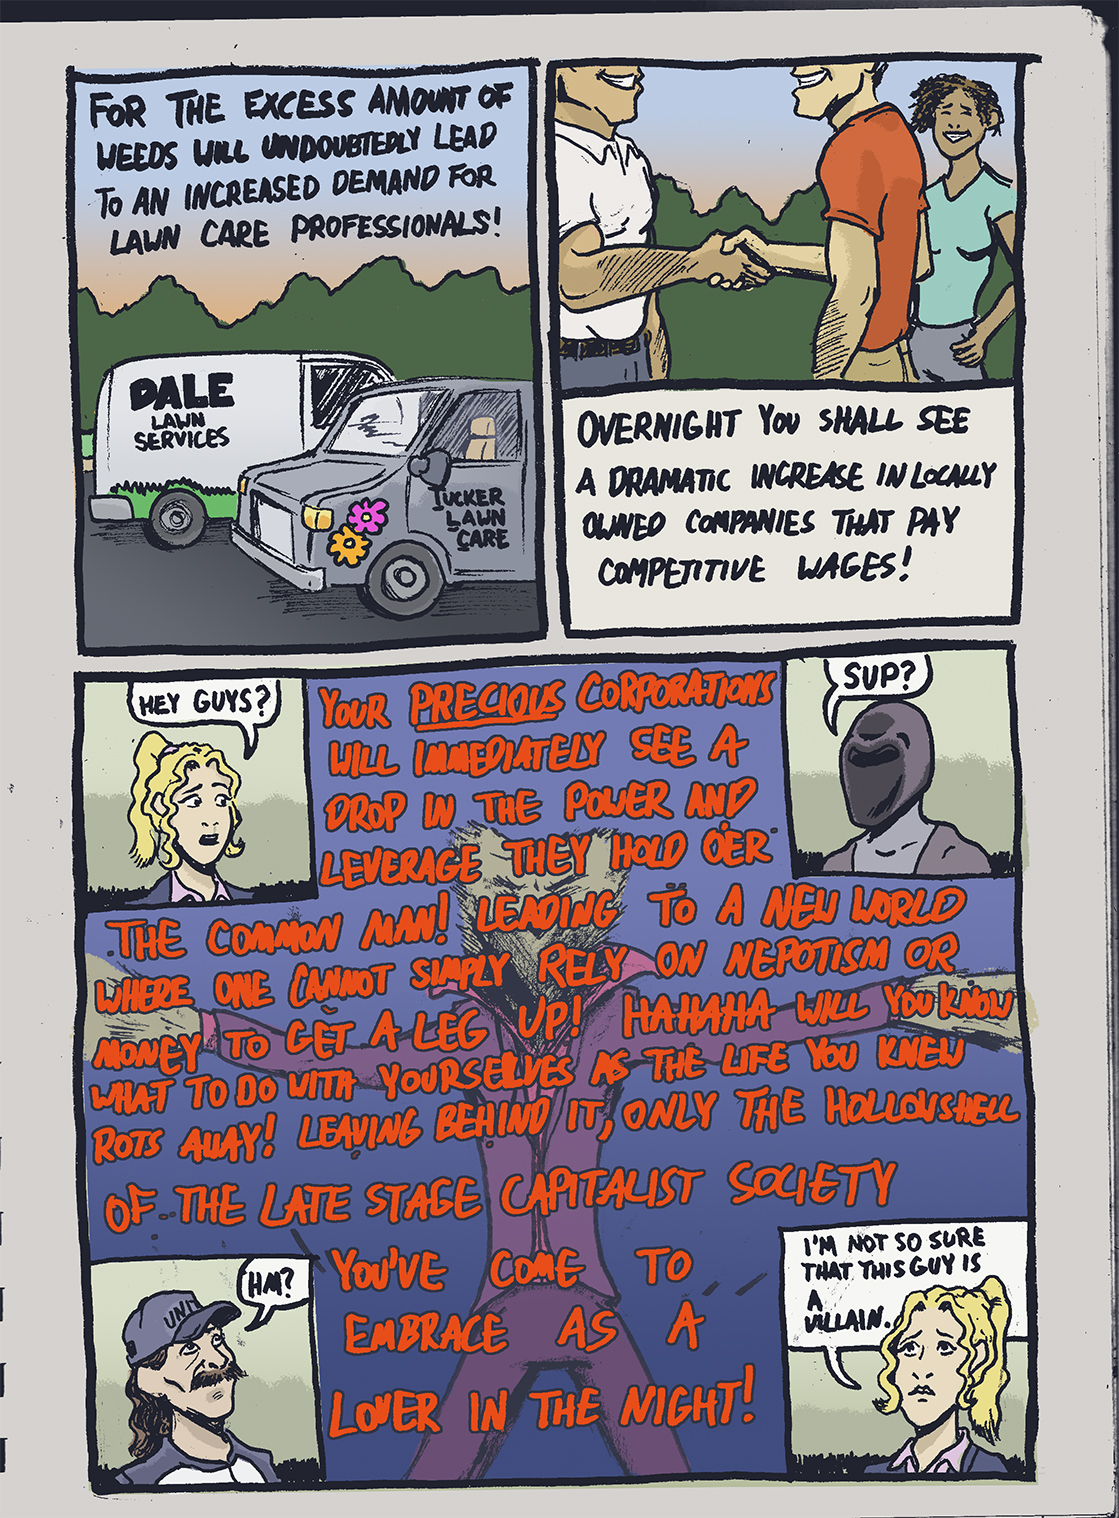 FOR THE EXCESS AMOUNT OF
WEEDS WILL UNDOUBTEDLY LEAD
TO AN INCREASED DEMAND FOR
LAWN CARE PROFESSIONALS!
DALE
LAWN
SERVICES
TUCKER
LAWN
CARE
OVERNIGHT YOU SHALL SEE
A DRAMATIC INCREASE IN LOCALLY
OWNED COMPANIES THAT PAY
COMPETITIVE WAGES!
HEY GUYS?
SUP?
YOUR PRECIOUS CORPORATIONS
WILL IMMEDIATELY SEE A
DROP IN THE POWER AND
LEVERAGE THEY HOLD O'ER
THE COMMON MAN! LEADING TO A NEW WORLD
WHERE ONE CANNOT SIMPLY RELY ON NEPOTISM OR
MONEY TO GET A LEG UP! HAHAHA WILL YOU KNOW
WHAT TO DO WITH YOURSELVES AS THE LIFE YOU KNEW
ROTS AWAY! LEAVING BEHIND IT, ONLY THE HOLLOW SHELL
OF THE LATE STAGE CAPITALIST SOCIETY
YOU'VE COME TO
EMBRACE AS A
LOVER IN THE NIGHT!
HM?
UNIT
I'M NOT SO SURE
THAT THIS GUY IS
A
VILLAIN.